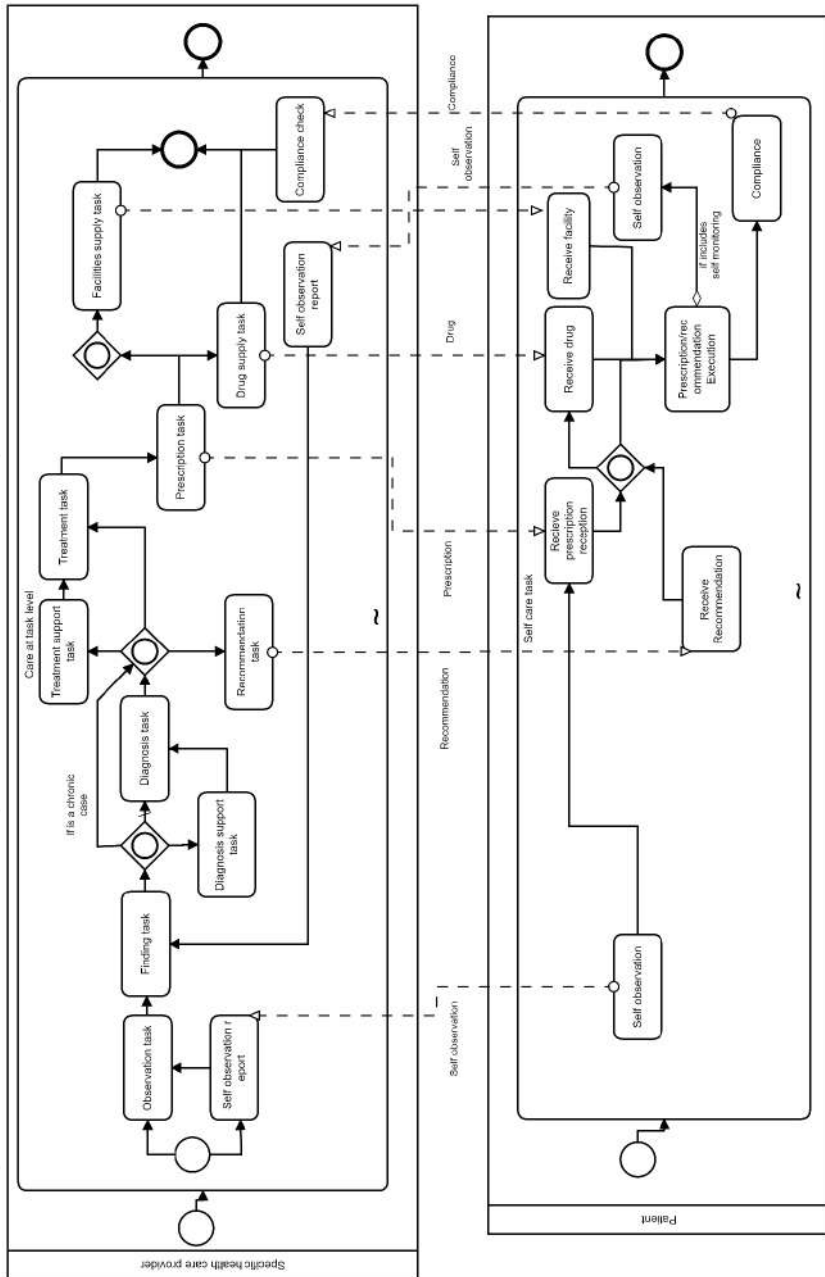 Specific health care provider
Care at task level
Observation task
Self observation r
eport
Finding task
If is a chronic
case
Diagnosis task
Diagnosis support
task
Treatment support
task
Treatment task
Recommendation
task
Prescription task
Facilities supply task
Drug supply task
Self observation
report
Compliance check
~
Self observation
Recommendation
Prescription
Drug
Self
observation
Compliance
Patient
Self care task
Self observation
Recieve
prescription
reception
Receive
Recommendation
Receive drug
Receive facility
Prescription/rec
ommendation
Execution
if includes
self monitoring
Self observation
Compliance
~